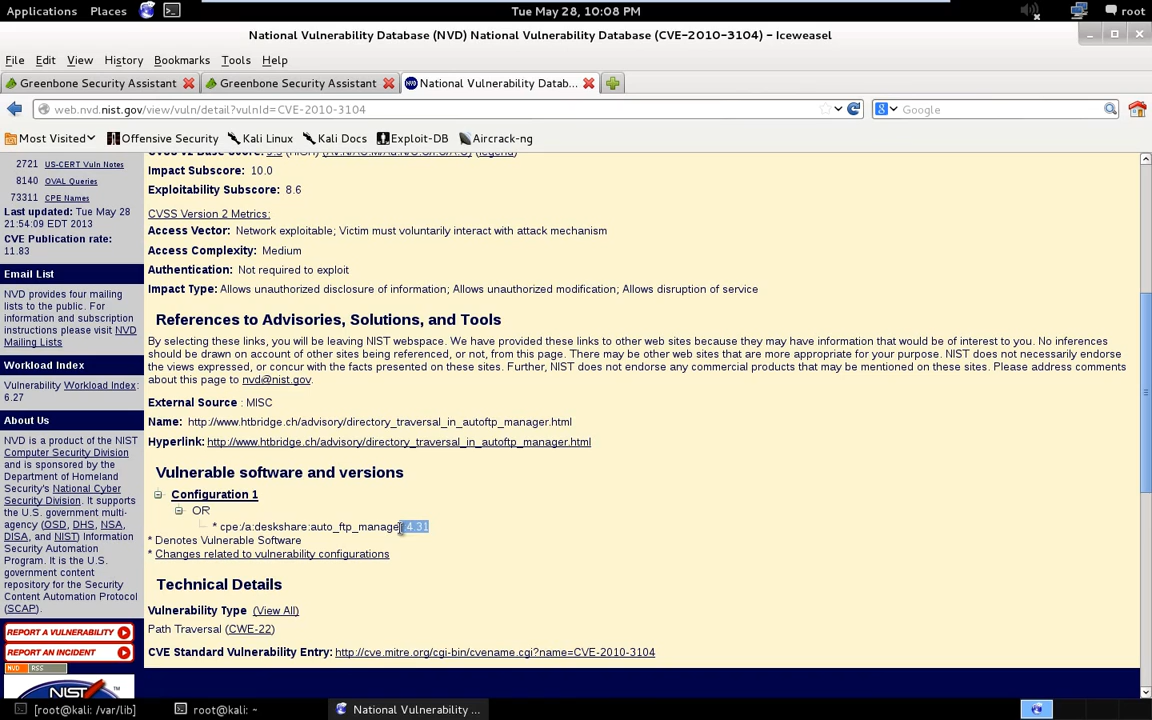 Applications Places Tue May 28, 10:08 PM root
National Vulnerability Database (NVD) National Vulnerability Database (CVE-2010-3104) - Iceweasel
File Edit View History Bookmarks Tools Help
Greenbone Security Assistant Greenbone Security Assistant National Vulnerability Datab...
web.nvd.nist.gov/view/vuln/detail?vulnId=CVE-2010-3104 Google
Most Visited Offensive Security Kali Linux Kali Docs Exploit-DB Aircrack-ng
2721 US-CERT Vuln Notes
8140 OVAL Queries
73311 CPE Names
Last updated: Tue May 28
21:54:09 EDT 2013
CVE Publication rate:
11.83
Email List
NVD provides four mailing
lists to the public. For
information and subscription
instructions please visit NVD
Mailing Lists
Workload Index
Vulnerability Workload Index:
6.27
About Us
NVD is a product of the NIST
Computer Security Division
and is sponsored by the
Department of Homeland
Security's National Cyber
Security Division. It supports
the U.S. government multi-
agency (OSD, DHS, NSA,
DISA, and NIST) Information
Security Automation
Program. It is the U.S.
government content
repository for the Security
Content Automation Protocol
(SCAP).
REPORT A VULNERABILITY
REPORT AN INCIDENT
NVD RSS
NIST
Impact Subscore: 10.0
Exploitability Subscore: 8.6
CVSS Version 2 Metrics:
Access Vector: Network exploitable; Victim must voluntarily interact with attack mechanism
Access Complexity: Medium
Authentication: Not required to exploit
Impact Type: Allows unauthorized disclosure of information; Allows unauthorized modification; Allows disruption of service
References to Advisories, Solutions, and Tools
By selecting these links, you will be leaving NIST webspace. We have provided these links to other web sites because they may have information that would be of interest to you. No inferences
should be drawn on account of other sites being referenced, or not, from this page. There may be other web sites that are more appropriate for your purpose. NIST does not necessarily endorse
the views expressed, or concur with the facts presented on these sites. Further, NIST does not endorse any commercial products that may be mentioned on these sites. Please address comments
about this page to nvd@nist.gov.
External Source : MISC
Name: http://www.htbridge.ch/advisory/directory_traversal_in_autoftp_manager.html
Hyperlink: http://www.htbridge.ch/advisory/directory_traversal_in_autoftp_manager.html
Vulnerable software and versions
Configuration 1
OR
* cpe:/a:deskshare:auto_ftp_manager:4.31
* Denotes Vulnerable Software
* Changes related to vulnerability configurations
Technical Details
Vulnerability Type (View All)
Path Traversal (CWE-22)
CVE Standard Vulnerability Entry: http://cve.mitre.org/cgi-bin/cvename.cgi?name=CVE-2010-3104
[root@kali: /var/lib] root@kali: ~ National Vulnerability ...